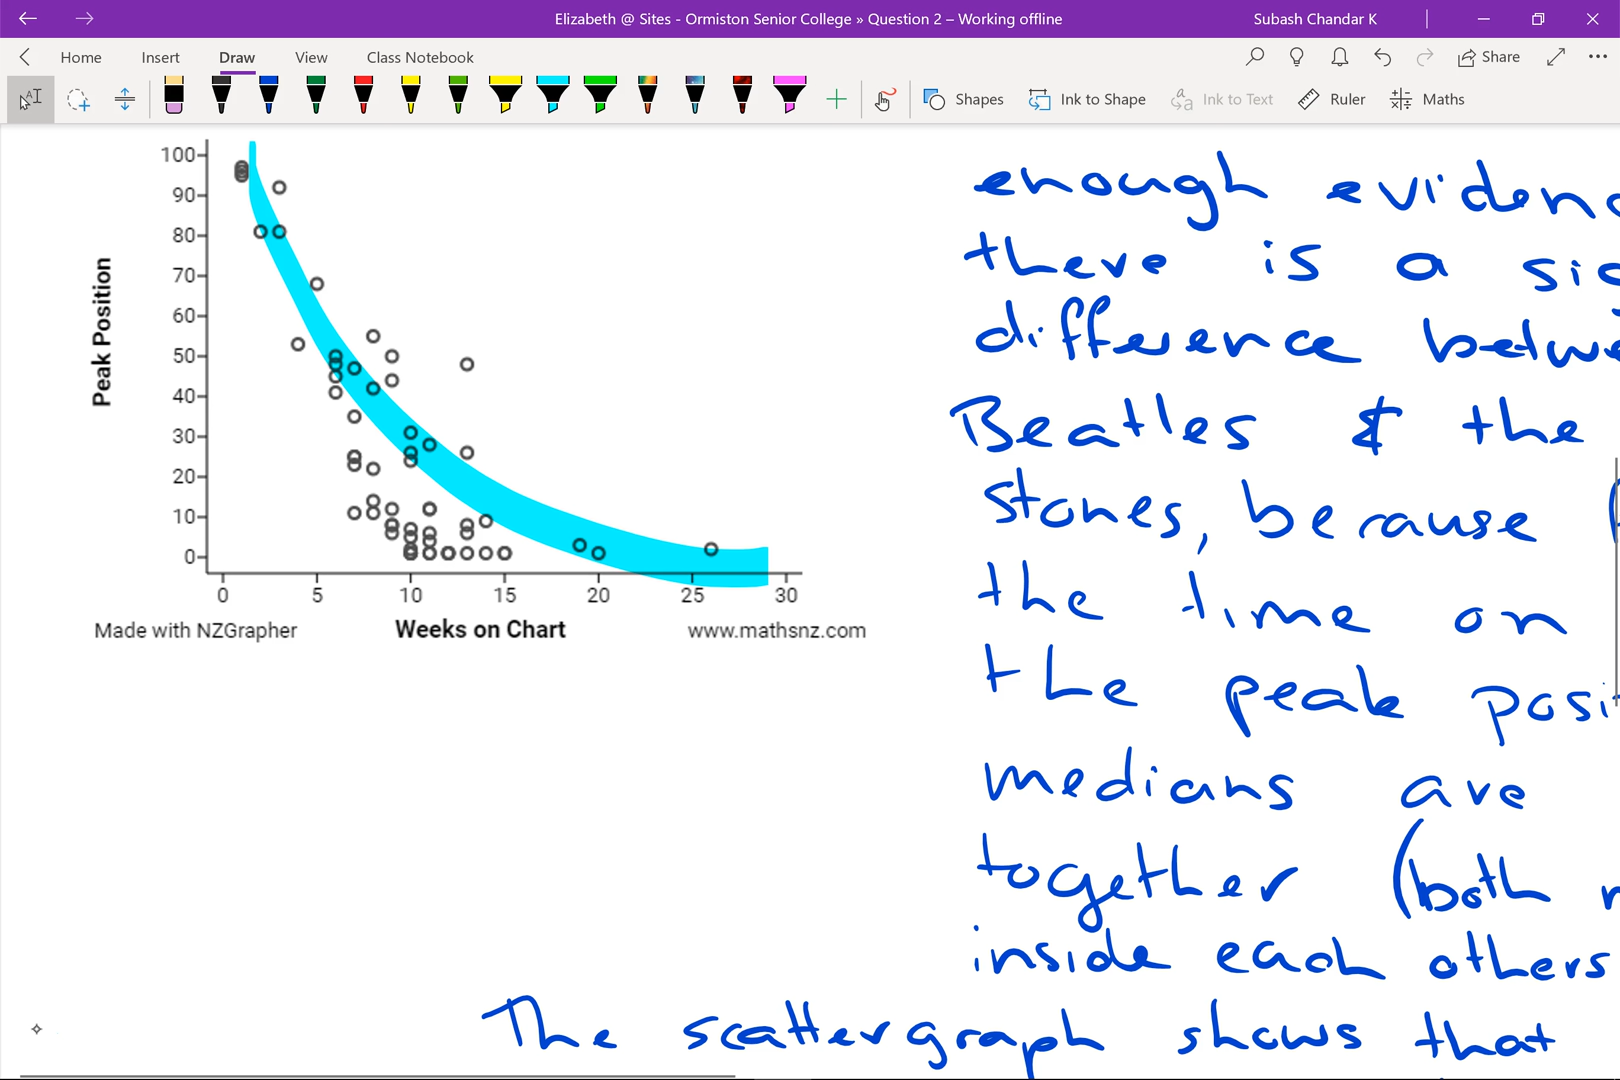 Elizabeth @ Sites - Ormiston Senior College » Question 2 – Working offline
Subash Chandar K
Home
Insert
Draw
View
Class Notebook
Share
Shapes
Ink to Shape
Ink to Text
Ruler
Maths
100
90
80
70
60
50
40
30
20
10
0
Peak Position
0 5 10 15 20 25 30
Made with NZGrapher
Weeks on Chart
www.mathsnz.com
enough
there is a
difference
Beatles & the
stones, because
the time on
the peak
medians are
together (both
inside each others
The scattergraph shows that